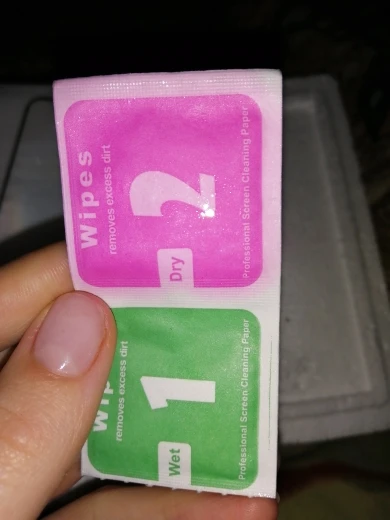 Wipes
removes excess dirt
2
Dry
Professional Screen Cleaning Paper
Wip
removes excess dirt
1
Wet
Professional Screen Cleaning Paper